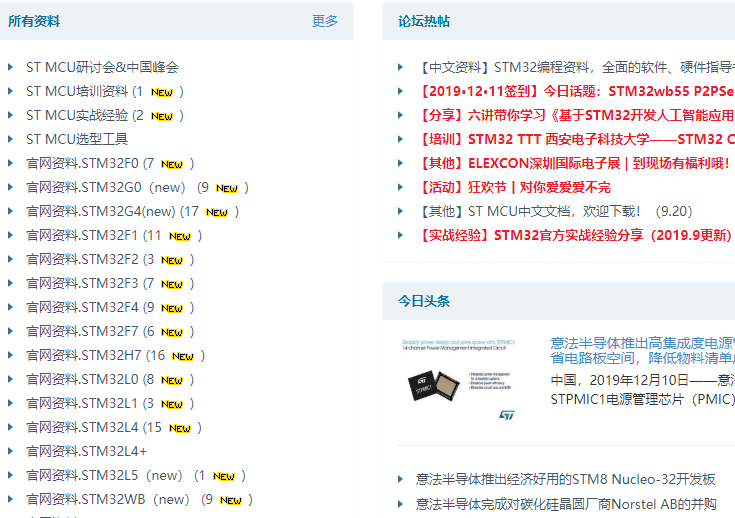 所有资料 更多
ST MCU研讨会&中国峰会
ST MCU培训资料 (1 NEW )
ST MCU实战经验 (2 NEW )
ST MCU选型工具
官网资料.STM32F0 (7 NEW )
官网资料.STM32G0（new） (9 NEW )
官网资料.STM32G4(new) (17 NEW )
官网资料.STM32F1 (11 NEW )
官网资料.STM32F2 (3 NEW )
官网资料.STM32F3 (7 NEW )
官网资料.STM32F4 (9 NEW )
官网资料.STM32F7 (6 NEW )
官网资料.STM32H7 (16 NEW )
官网资料.STM32L0 (8 NEW )
官网资料.STM32L1 (3 NEW )
官网资料.STM32L4 (15 NEW )
官网资料.STM32L4+
官网资料.STM32L5（new） (1 NEW )
官网资料.STM32WB（new） (9 NEW )
论坛热帖
【中文资料】STM32编程资料，全面的软件、硬件指导
【2019•12•11签到】今日话题：STM32wb55 P2PSe
【分享】六讲带你学习《基于STM32开发人工智能应用
【培训】STM32 TTT 西安电子科技大学——STM32 C
【其他】ELEXCON深圳国际电子展 | 到现场有福利哦!
【活动】狂欢节 | 对你爱爱爱不完
【其他】ST MCU中文文档，欢迎下载！（9.20）
【实战经验】STM32官方实战经验分享（2019.9更新）
今日头条
Simplify power design and save space with STPMIC1
14-channel Power Management Integrated Circuit
STPMIC1
意法半导体推出高集成度电源
省电路板空间，降低物料清单
中国，2019年12月10日——意
STPMIC1电源管理芯片（PMIC）
意法半导体推出经济好用的STM8 Nucleo-32开发板
意法半导体完成对碳化硅晶圆厂商Norstel AB的并购